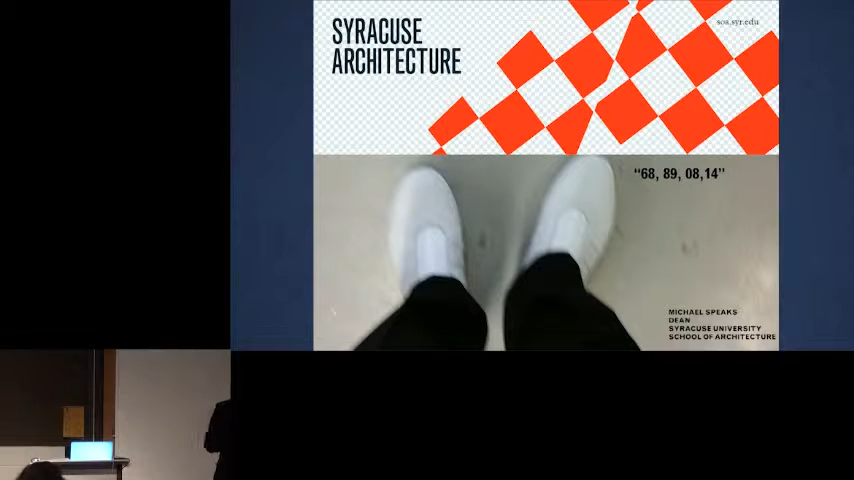 SYRACUSE
ARCHITECTURE
soa.syr.edu
“68, 89, 08,14”
MICHAEL SPEAKS
DEAN
SYRACUSE UNIVERSITY
SCHOOL OF ARCHITECTURE